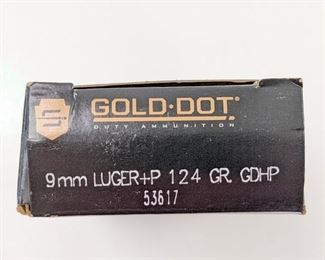 GOLD·DOT®
DUTY AMMUNITION
9mm LUGER+P 124 GR. GDHP
53617